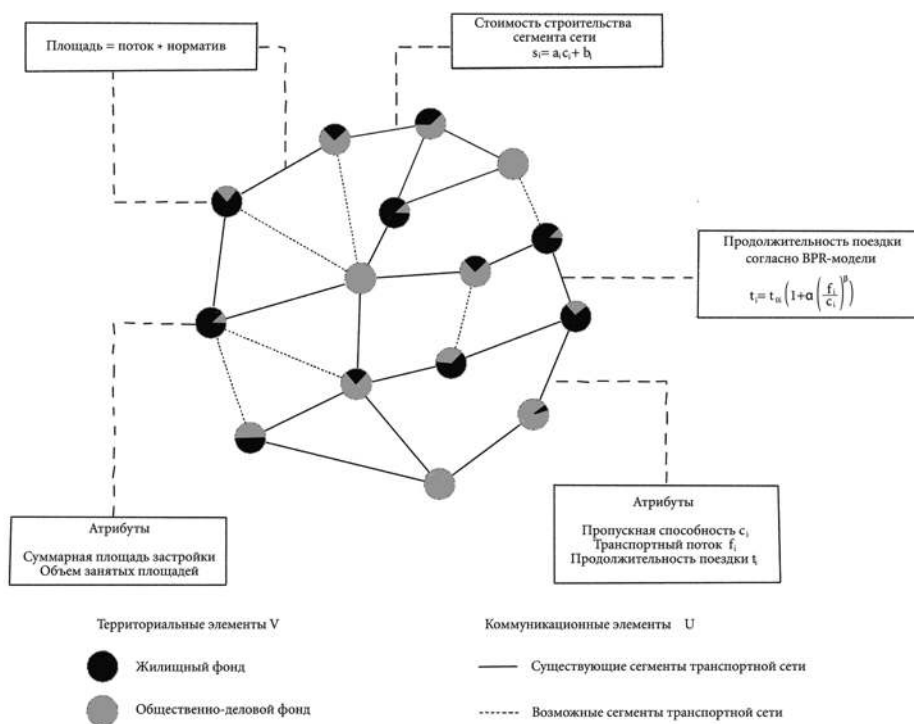 Стоимость строительства
сегмента сети
sᵢ= aᵢcᵢ+ bᵢ
Площадь = поток * норматив
Продолжительность поездки
согласно BPR-модели
tᵢ= t₀ᵢ (1+α (fᵢ/cᵢ)^β)
Атрибуты
Суммарная площадь застройки
Объем занятых площадей
Атрибуты
Пропускная способность cᵢ
Транспортный поток fᵢ
Продолжительность поездки tᵢ
Территориальные элементы V
Жилищный фонд
Общественно-деловой фонд
Коммуникационные элементы U
Существующие сегменты транспортной сети
Возможные сегменты транспортной сети